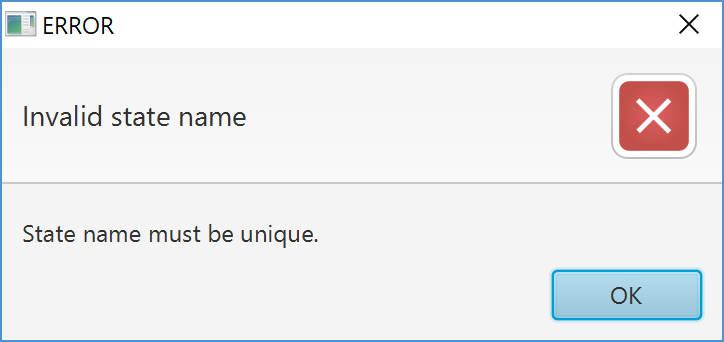 ERROR
Invalid state name
State name must be unique.
OK